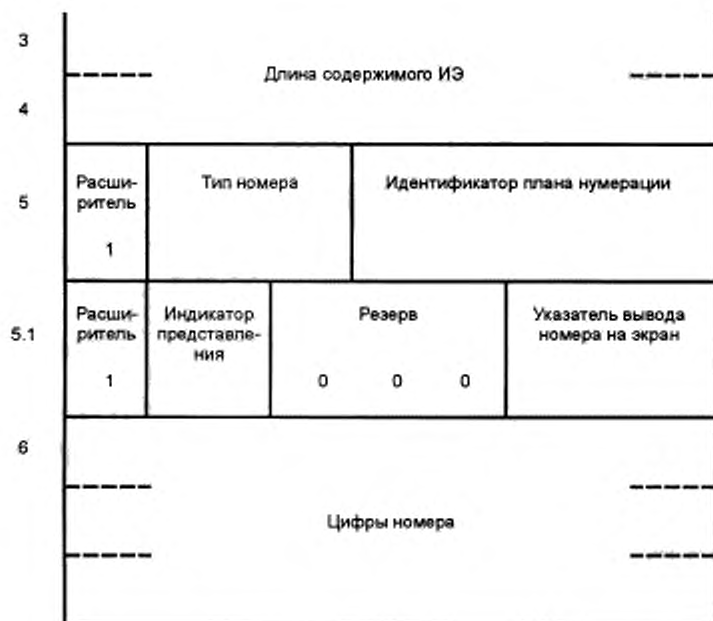 3
Длина содержимого ИЭ
4
5
Расши-
ритель
1
Тип номера
Идентификатор плана нумерации
5.1
Расши-
ритель
1
Индикатор
представле-
ния
Резерв
0 0 0
Указатель вывода
номера на экран
6
Цифры номера